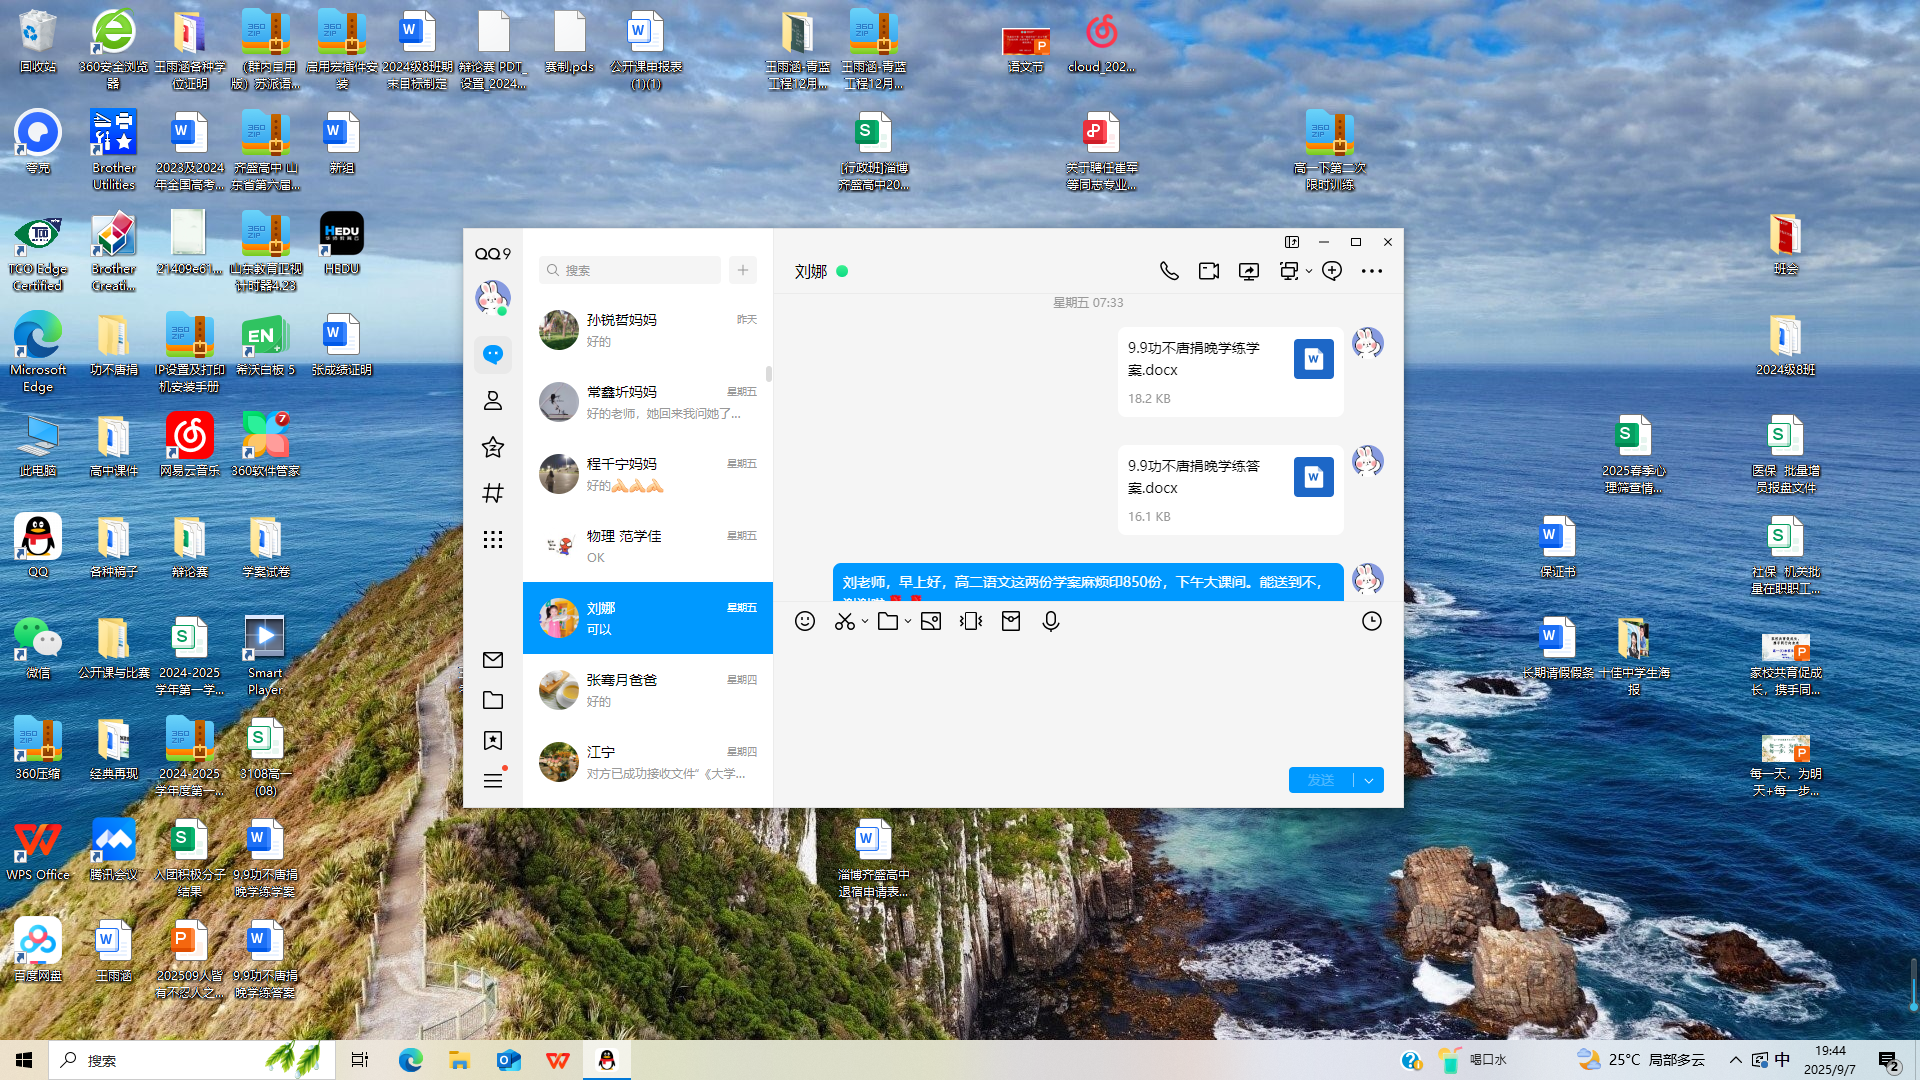 回收站
360安全浏览
器
王雨涵各种学
位证明
（群内专用
版）苏派语...
启用宏插件安
装
2024级8班期
末目标制定
辩论赛 PDT_
设置_2024...
赛制.pds
公开课申报表
(1)(1)
王雨涵-青蓝
工程12月...
王雨涵-青蓝
工程12月...
语文节
cloud_202...
夸克
Brother
Utilities
2023及2024
年全国高考...
齐盛高中 山
东省第六届...
新组
[行政班]淄博
齐盛高中20...
关于聘任崔军
等同志专业...
高一下第二次
限时训练
TCO Edge
Certified
Brother
Creati...
21409e61...
山东教育卫视
计时器4.23
HEDU
班会
Microsoft
Edge
功不唐捐
IP设置及打印
机安装手册
希沃白板 5
张成绩证明
2024级8班
此电脑
高中课件
网易云音乐
360软件管家
2025春季心
理筛查情...
医保_批量增
员报盘文件
QQ
各种稿子
辩论赛
学案试卷
保证书
社保_机关批
量在职职工...
微信
公开课与比赛
2024-2025
学年第一学...
Smart
Player
长期请假假条
十佳中学生海
报
家校共育促成
长，携手同...
360压缩
经典再现
2024-2025
学年度第一...
3108高一
(08)
每一天，为明
天+每一步...
WPS Office
腾讯会议
入团积极分子
结果
9.9功不唐捐
晚学练学案
淄博齐盛高中
退宿申请表...
百度网盘
王雨涵
202509人皆
有不忍人之...
9.9功不唐捐
晚学练答案
QQ9
搜索
孙锐哲妈妈
昨天
好的
常鑫圻妈妈
星期五
好的老师，她回来我问她了...
程千宁妈妈
星期五
好的🙏🙏🙏
物理 范学佳
星期五
OK
刘娜
星期五
可以
张骞月爸爸
星期四
好的
江宁
星期四
对方已成功接收文件“《大学...
刘娜
星期五 07:33
9.9功不唐捐晚学练学
案.docx
18.2 KB
9.9功不唐捐晚学练答
案.docx
16.1 KB
刘老师，早上好，高二语文这两份学案麻烦印850份，下午大课间。能送到不，
发送
搜索
喝口水
25°C 局部多云
中
19:44
2025/9/7
2